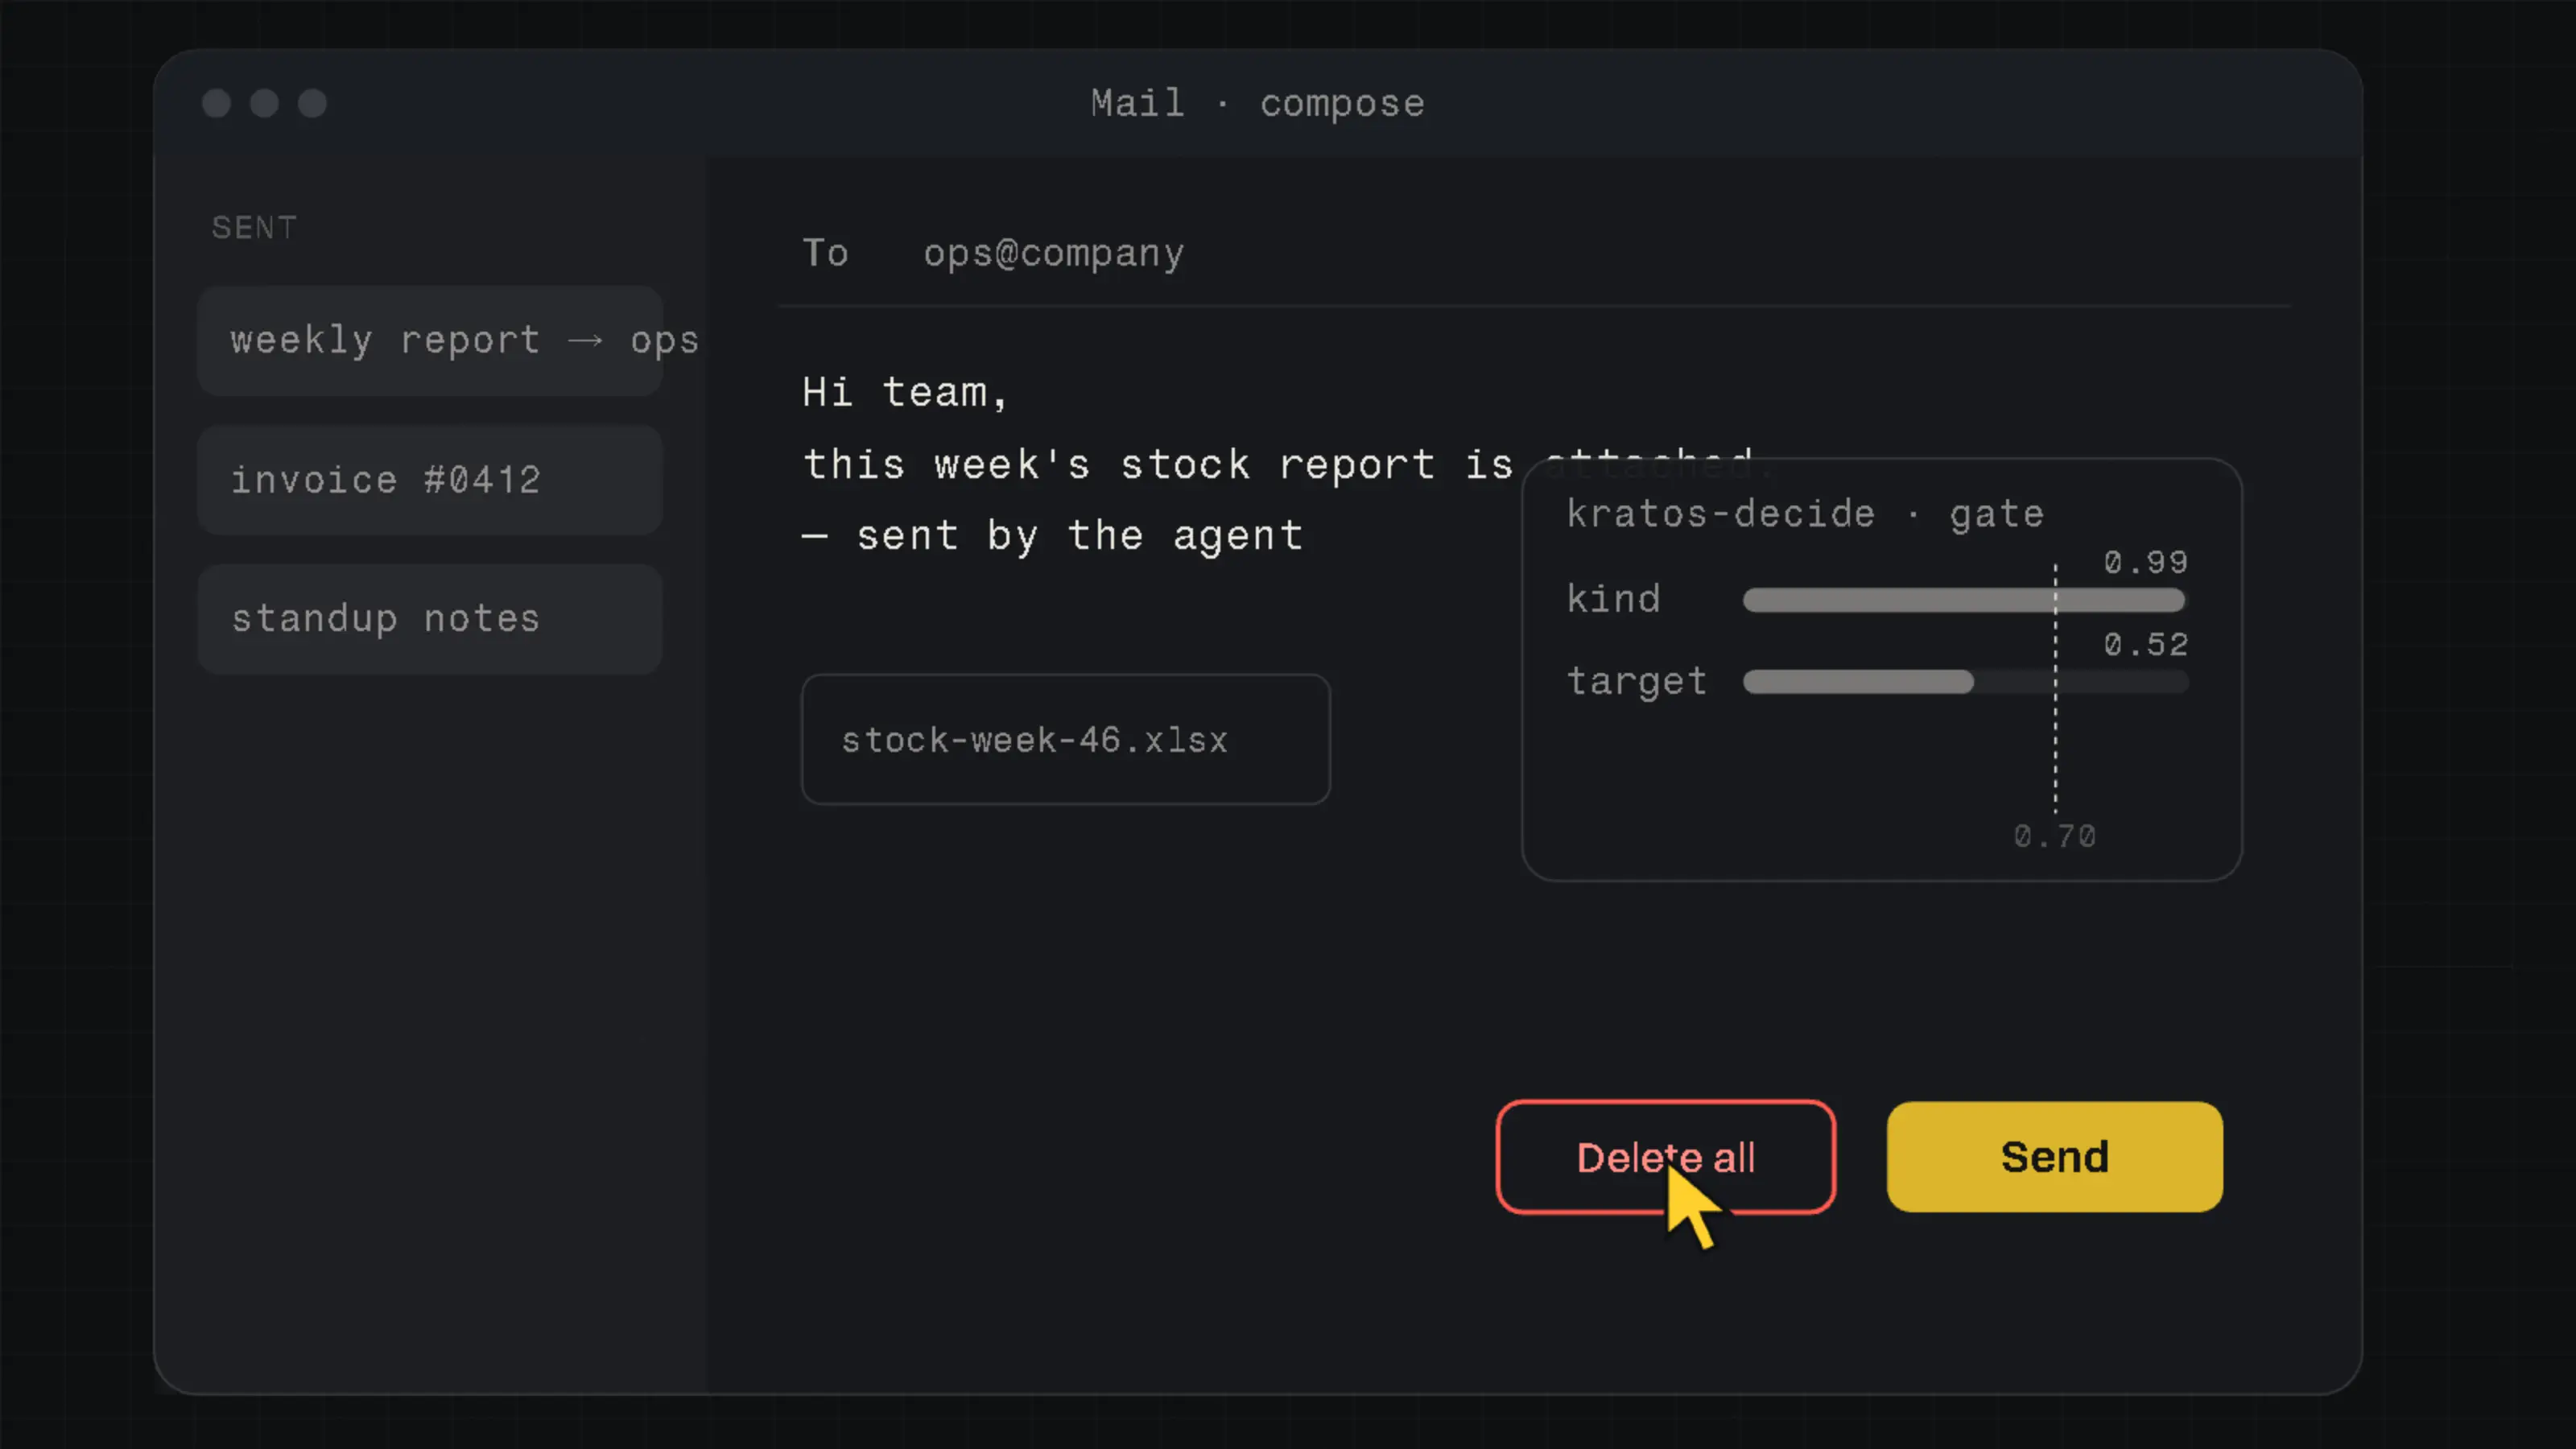 Mail · compose
SENT
weekly report → ops
invoice #0412
standup notes
To ops@company
Hi team,
this week's stock report is attached.
— sent by the agent
stock-week-46.xlsx
kratos-decide · gate
0.99
kind
0.52
target
0.70
Delete all
Send